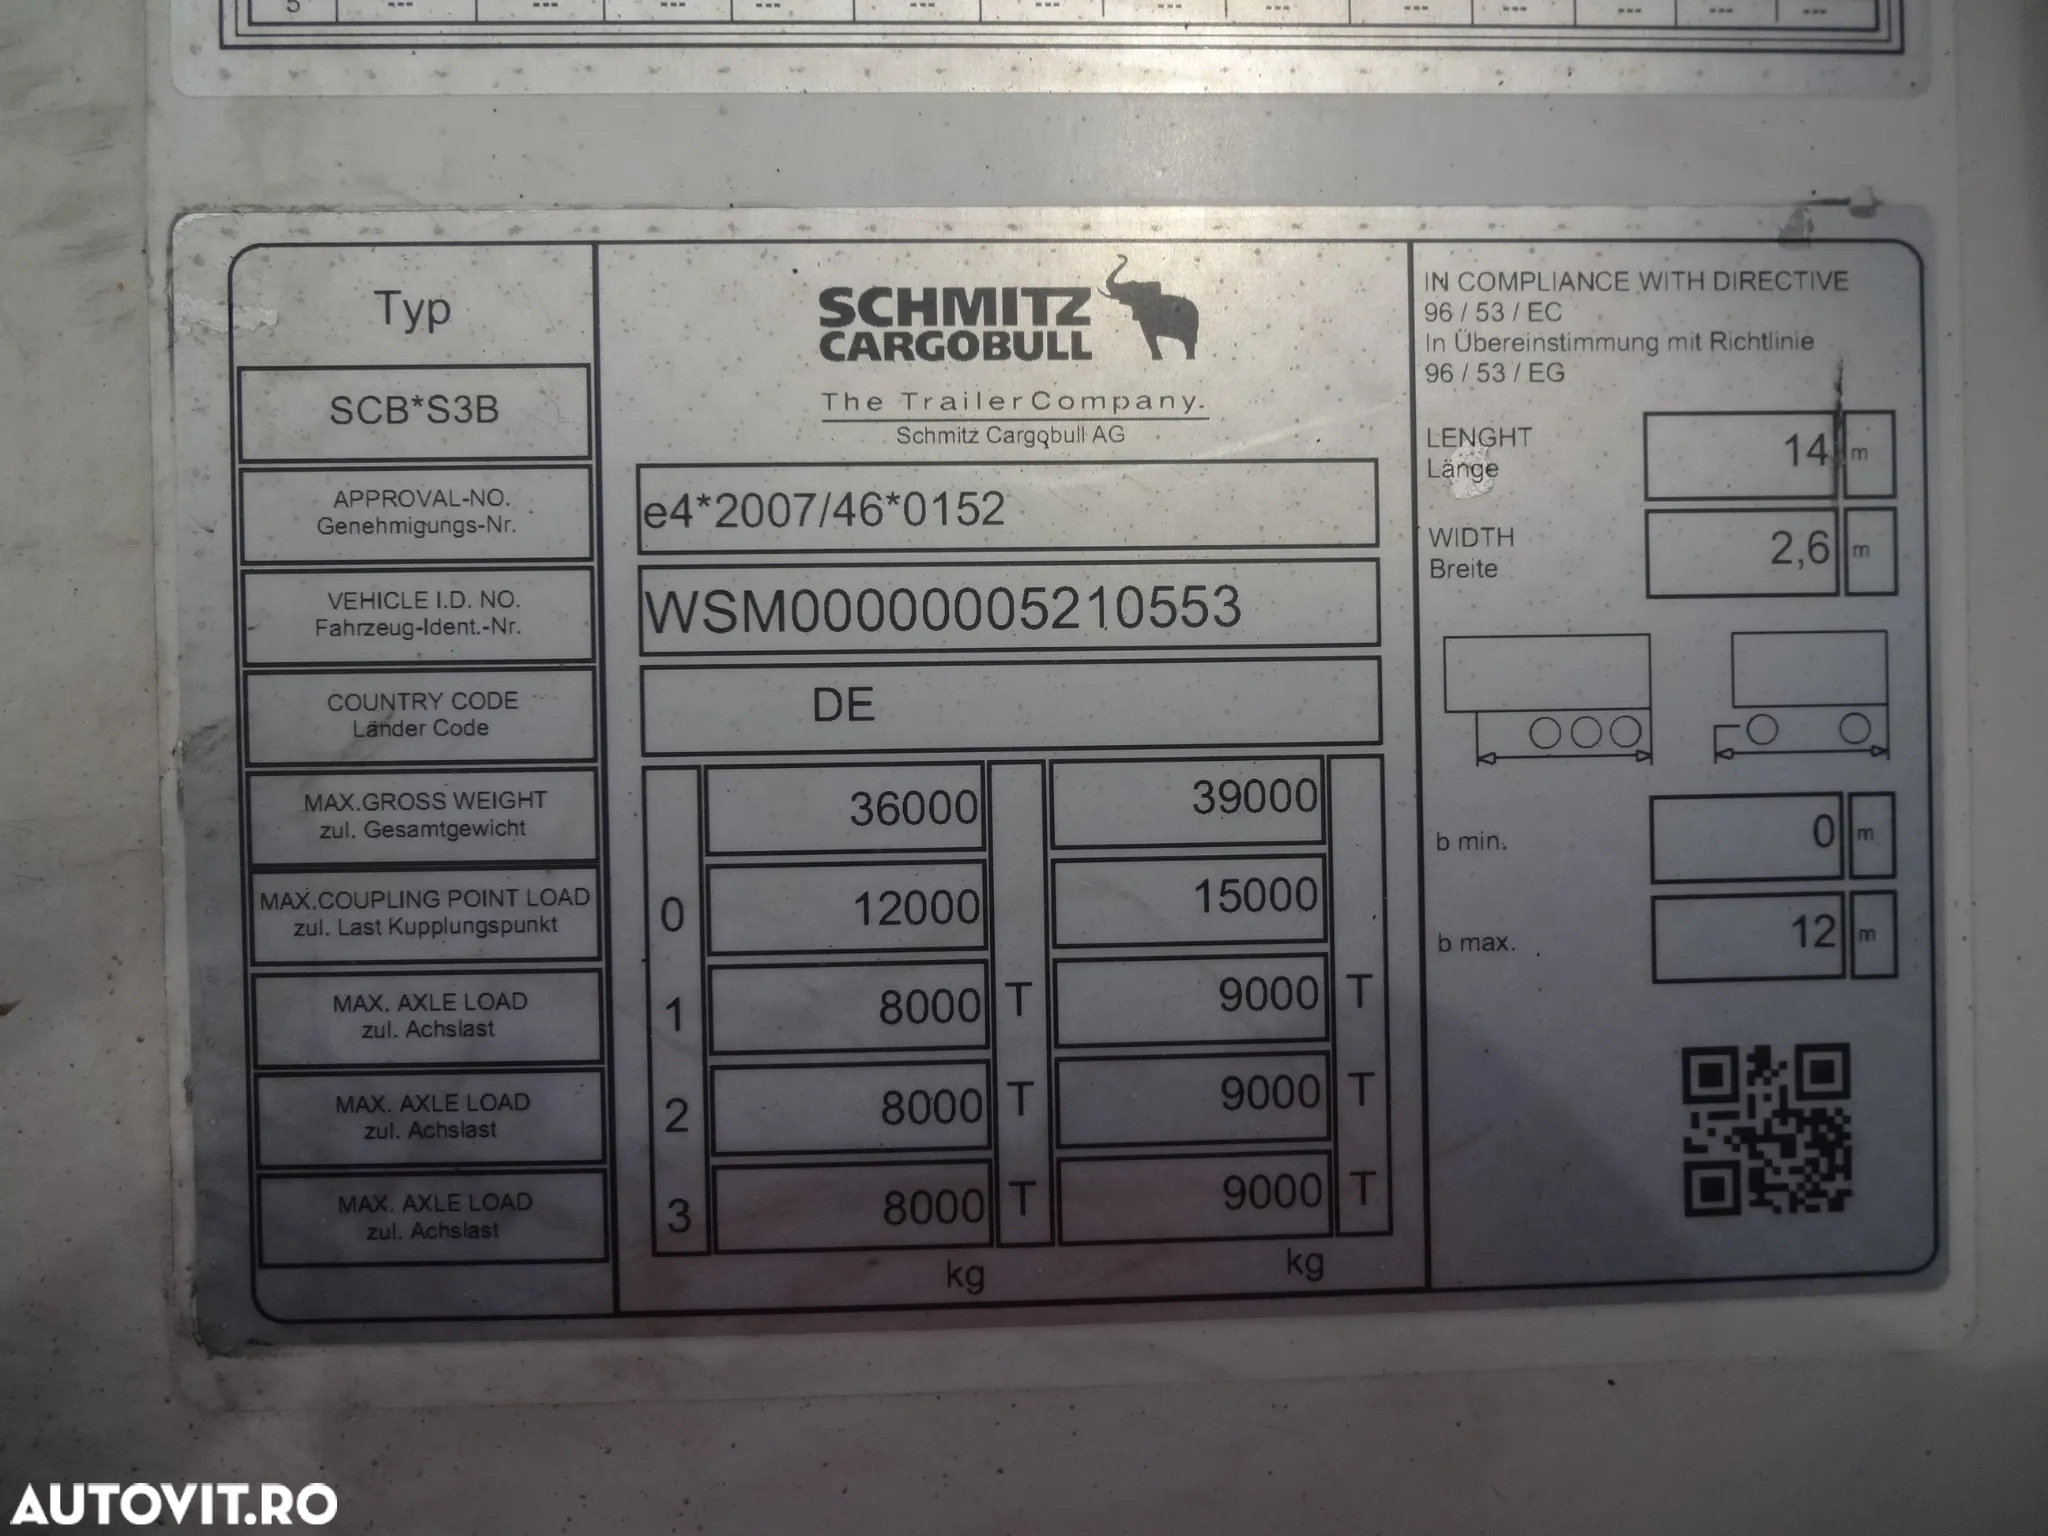 5 --- --- --- --- --- --- --- --- --- --- --- --- ---
Typ
SCHMITZ
CARGOBULL
The TrailerCompany.
Schmitz Cargobull AG
IN COMPLIANCE WITH DIRECTIVE
96 / 53 / EC
In Übereinstimmung mit Richtlinie
96 / 53 / EG
SCB*S3B
LENGHT
Länge
14 m
APPROVAL-NO.
Genehmigungs-Nr.
e4*2007/46*0152
WIDTH
Breite
2,6 m
VEHICLE I.D. NO.
Fahrzeug-Ident.-Nr.
WSM00000005210553
COUNTRY CODE
Länder Code
DE
MAX.GROSS WEIGHT
zul. Gesamtgewicht
36000 39000
b min. 0 m
MAX.COUPLING POINT LOAD
zul. Last Kupplungspunkt
0 12000 15000
b max. 12 m
MAX. AXLE LOAD
zul. Achslast
1 8000 T 9000 T
MAX. AXLE LOAD
zul. Achslast
2 8000 T 9000 T
MAX. AXLE LOAD
zul. Achslast
3 8000 T 9000 T
kg kg
AUTOVIT.RO